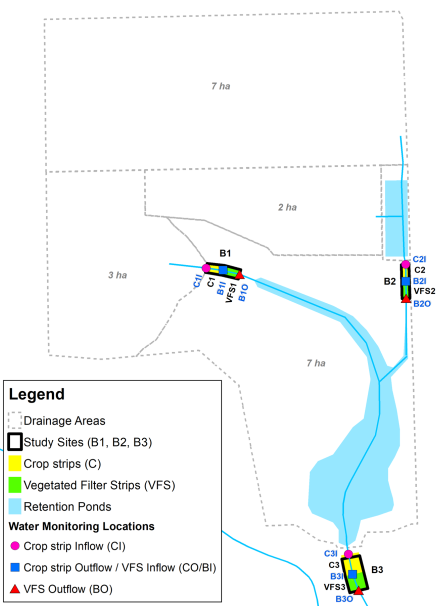 7 ha
2 ha
3 ha
7 ha
B1
C1I
C1
B1I
VFS1
B1O
C2I
C2
B2
B2I
VFS2
B2O
C3I
C3
B3
B3I
VFS3
B3O
Legend
Drainage Areas
Study Sites (B1, B2, B3)
Crop strips (C)
Vegetated Filter Strips (VFS)
Retention Ponds
Water Monitoring Locations
Crop strip Inflow (CI)
Crop strip Outflow / VFS Inflow (CO/BI)
VFS Outflow (BO)